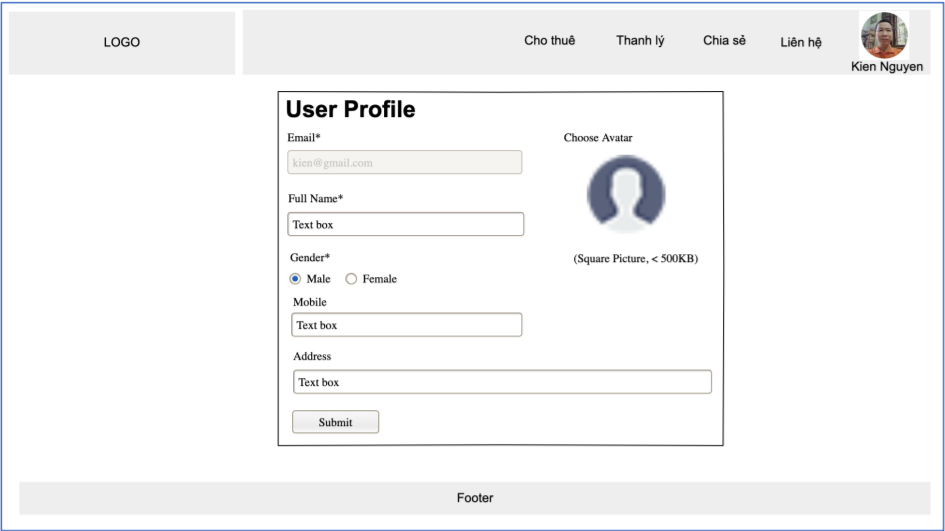 LOGO
Cho thuê
Thanh lý
Chia sẻ
Liên hệ
Kien Nguyen
User Profile
Email*
Choose Avatar
kien@gmail.com
Full Name*
Text box
Gender*
(Square Picture, < 500KB)
Male
Female
Mobile
Text box
Address
Text box
Submit
Footer